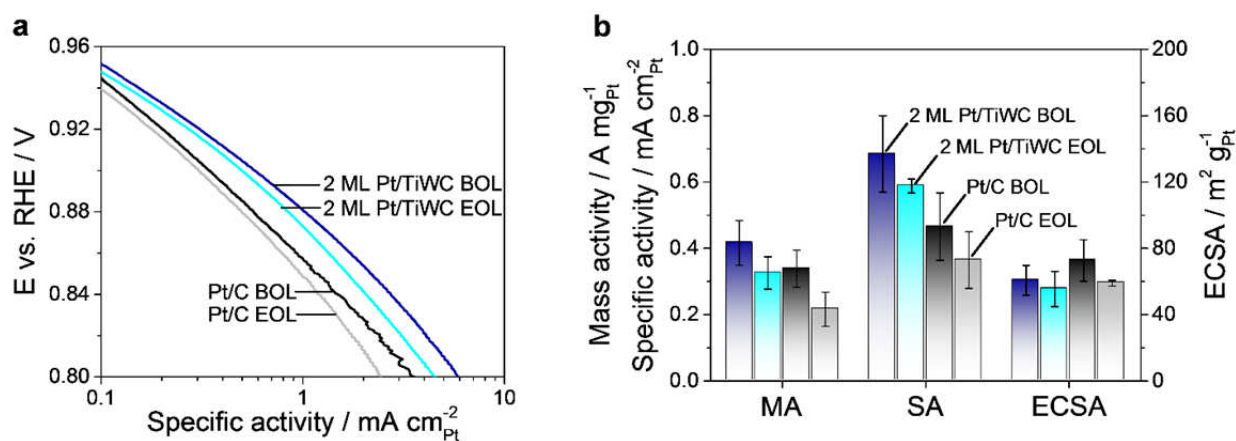 a
0.96
0.92
0.88
0.84
0.80
E vs. RHE / V
2 ML Pt/TiWC BOL
2 ML Pt/TiWC EOL
Pt/C BOL
Pt/C EOL
0.1
1
10
Specific activity / mA cm⁻²Pt
b
1.0
0.8
0.6
0.4
0.2
0.0
Mass activity / A mg⁻¹Pt
Specific activity / mA cm⁻²Pt
2 ML Pt/TiWC BOL
2 ML Pt/TiWC EOL
Pt/C BOL
Pt/C EOL
MA
SA
ECSA
200
160
120
80
40
0
ECSA / m² g⁻¹Pt